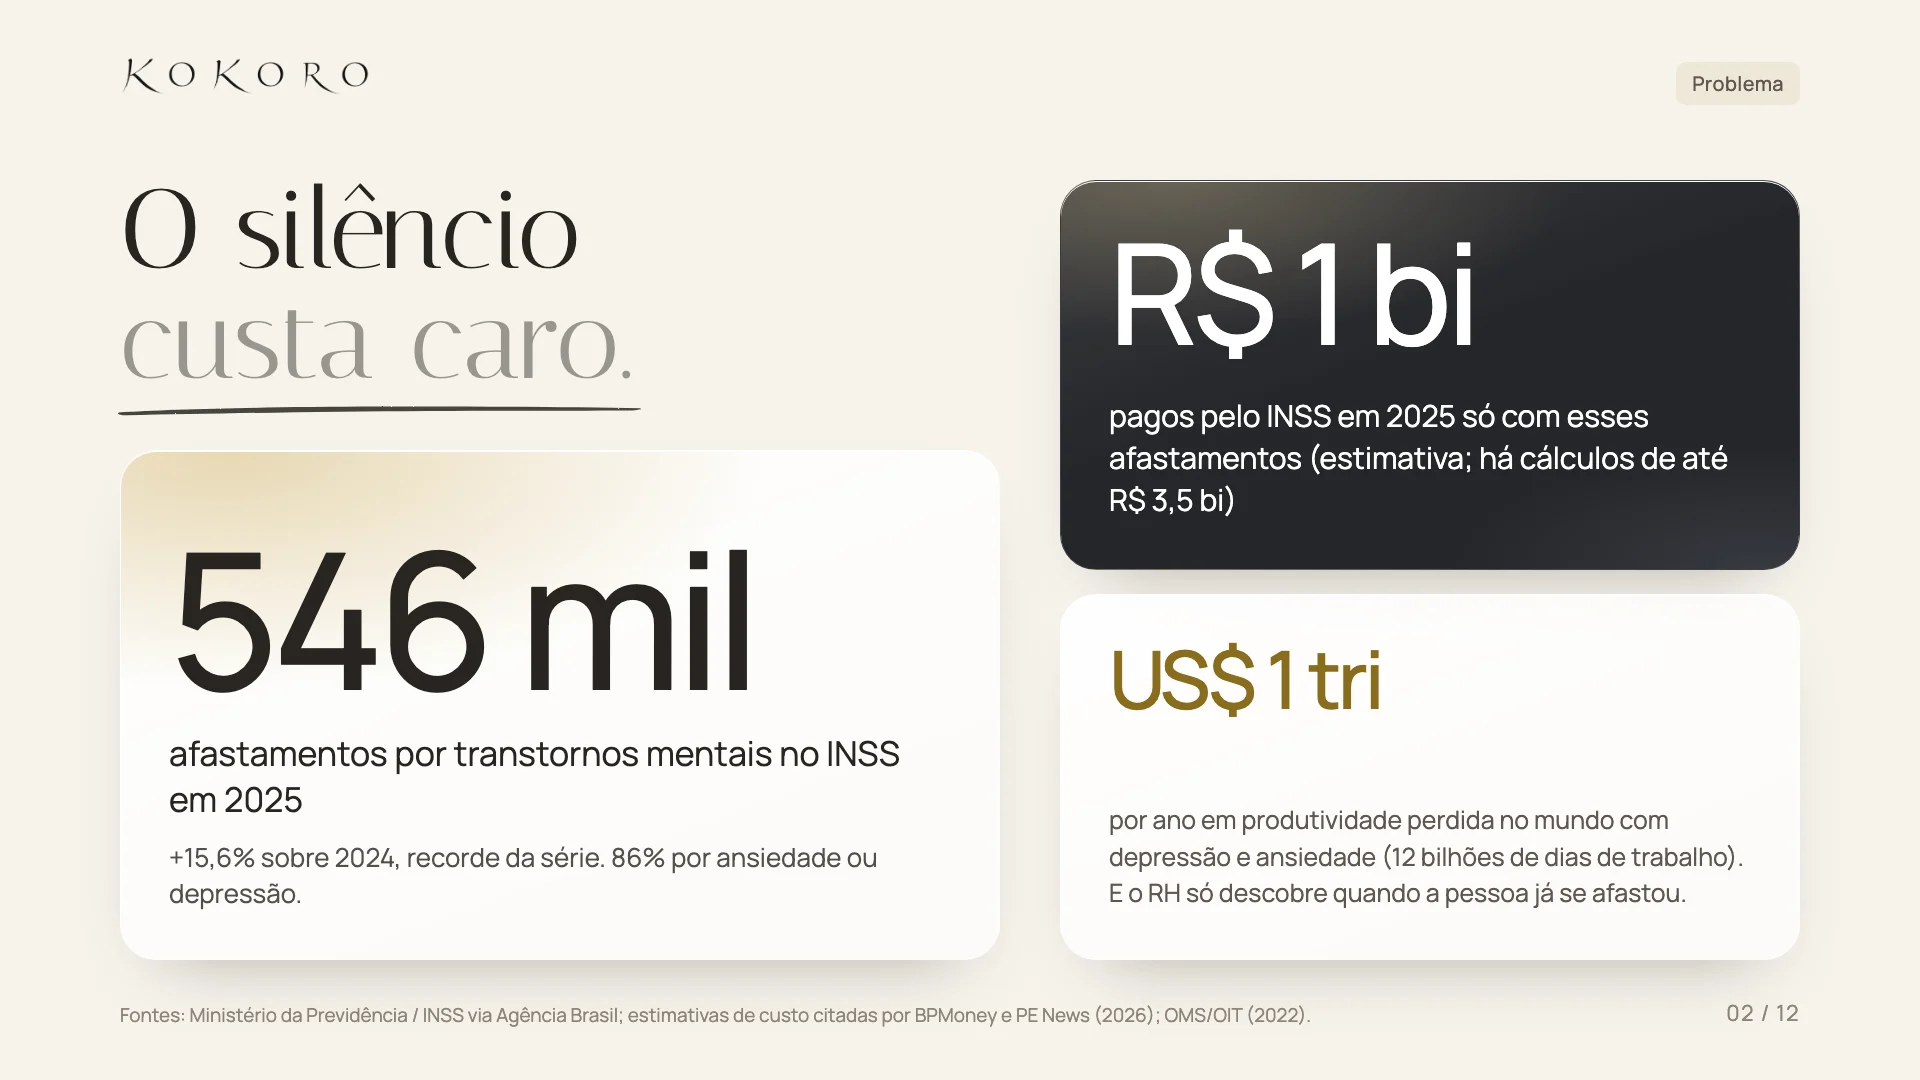 KOKORO
Problema
O silêncio
custa caro.
546 mil
afastamentos por transtornos mentais no INSS
em 2025
+15,6% sobre 2024, recorde da série. 86% por ansiedade ou
depressão.
R$ 1 bi
pagos pelo INSS em 2025 só com esses
afastamentos (estimativa; há cálculos de até
R$ 3,5 bi)
US$ 1 tri
por ano em produtividade perdida no mundo com
depressão e ansiedade (12 bilhões de dias de trabalho).
E o RH só descobre quando a pessoa já se afastou.
Fontes: Ministério da Previdência / INSS via Agência Brasil; estimativas de custo citadas por BPMoney e PE News (2026); OMS/OIT (2022).
02 / 12